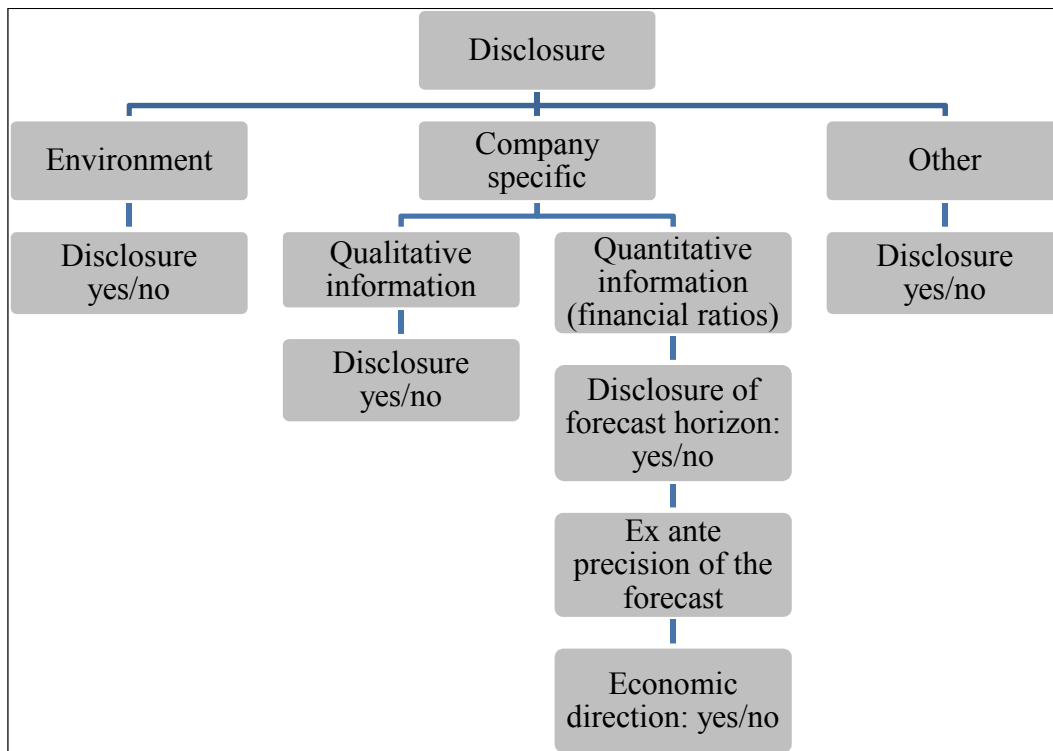 Disclosure
Environment
Company
specific
Other
Disclosure
yes/no
Qualitative
information
Quantitative
information
(financial ratios)
Disclosure
yes/no
Disclosure
yes/no
Disclosure of
forecast horizon:
yes/no
Ex ante
precision of the
forecast
Economic
direction: yes/no